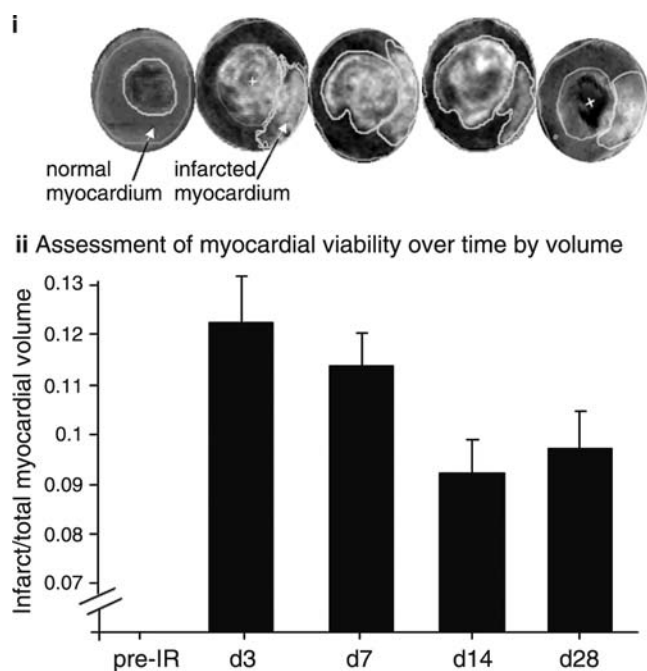 i
normal infarcted
myocardium myocardium
ii Assessment of myocardial viability over time by volume
Infarct/total myocardial volume
0.13
0.12
0.11
0.1
0.09
0.08
0.07
pre-IR d3 d7 d14 d28